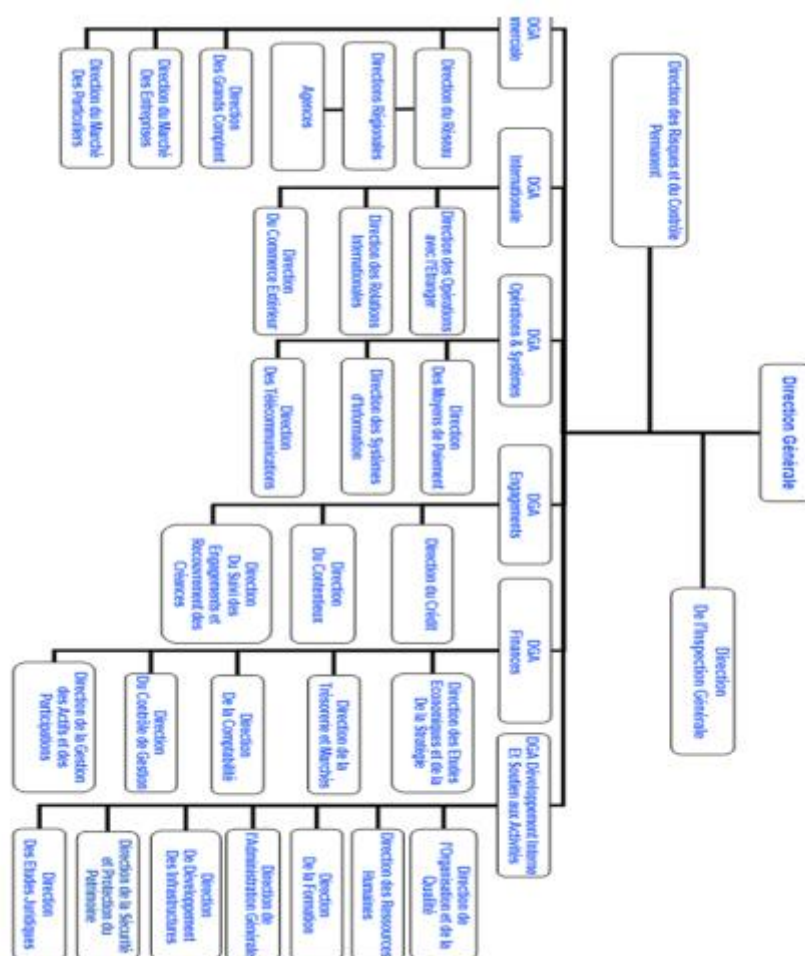 Direction Générale
Direction des Risques et du Contrôle
Permanent
Direction
De l'Inspection Générale
DGA
merciale
DGA
Internationale
DGA
Opérations & Systèmes
DGA
Engagements
DGA
Finances
DGA Développement Interne
Et Soutien aux Activités
Direction du Réseau
Directions Régionales
Agences
Direction
Des Grands Comptent
Direction du Marché
Des Entreprises
Direction du Marché
Des Particuliers
Direction des Opérations
avec l'Etranger
Direction des Rolations
Internationales
Direction
Du Commerce Extérieur
Direction
Des Moyens de Paiement
Direction des Systèmes
d'Information
Direction
Des Télécommunications
Direction du Crédit
Direction
Du Contentieux
Direction
Du Suivi des
Engagements et
Recouvrement des
Créances
Direction des Etudes
Economiques et de la
De la Stratégie
Direction de la
Trésorerie et Marchés
Direction
De la Comptabilité
Direction
Du Contrôle de Gestion
Direction de la Gestion
des Actifs et des
Participations
Direction de
l'Organisation et de la
Qualité
Direction des Ressources
Humaines
Direction
De la Formation
Direction de
l'Administration Générale
Direction
De Développement
Des Infrastructures
Direction de la Sécurité
et Protection du
Patrimoine
Direction
Des Etudes Juridiques